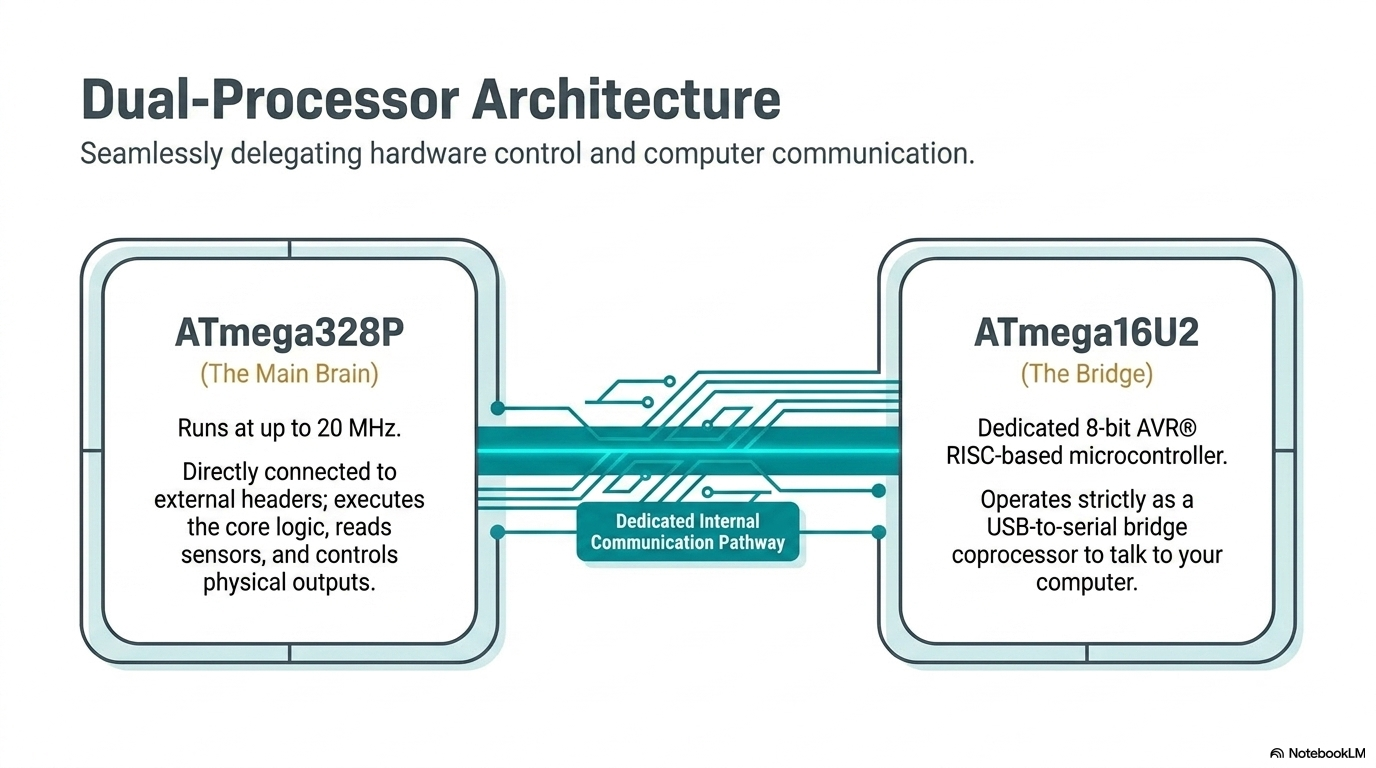 Dual-Processor Architecture
Seamlessly delegating hardware control and computer communication.
ATmega328P
(The Main Brain)
Runs at up to 20 MHz.
Directly connected to
external headers; executes
the core logic, reads
sensors, and controls
physical outputs.
Dedicated Internal
Communication Pathway
ATmega16U2
(The Bridge)
Dedicated 8-bit AVR®
RISC-based microcontroller.
Operates strictly as a
USB-to-serial bridge
coprocessor to talk to your
computer.
NotebookLM